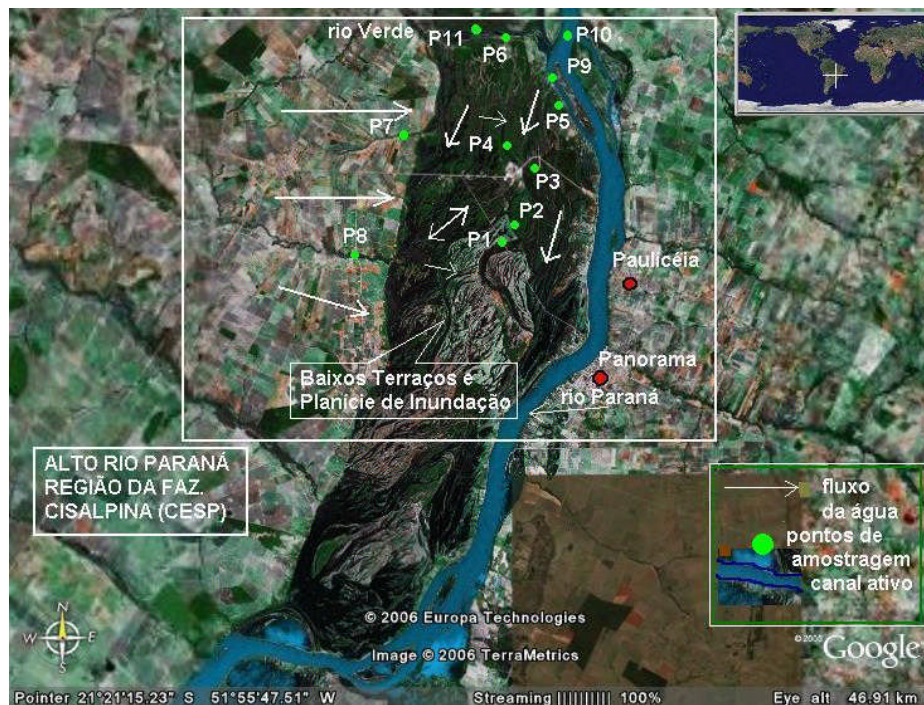 rio Verde
P11
P6
P10
P9
P5
P7
P4
P3
P2
P1
P8
Paulicéia
Panorama
rio Paraná
Baixos Terraços e
Planície de Inundação
ALTO RIO PARANÁ
REGIÃO DA FAZ.
CISALPINA (CESP)
fluxo
da água
pontos de
amostragem
canal ativo
N
W E
S
© 2006 Europa Technologies
Image © 2006 TerraMetrics
Google
Pointer 21°21'15.23" S 51°55'47.51" W Streaming |||||||||| 100% Eye alt 46.91 km